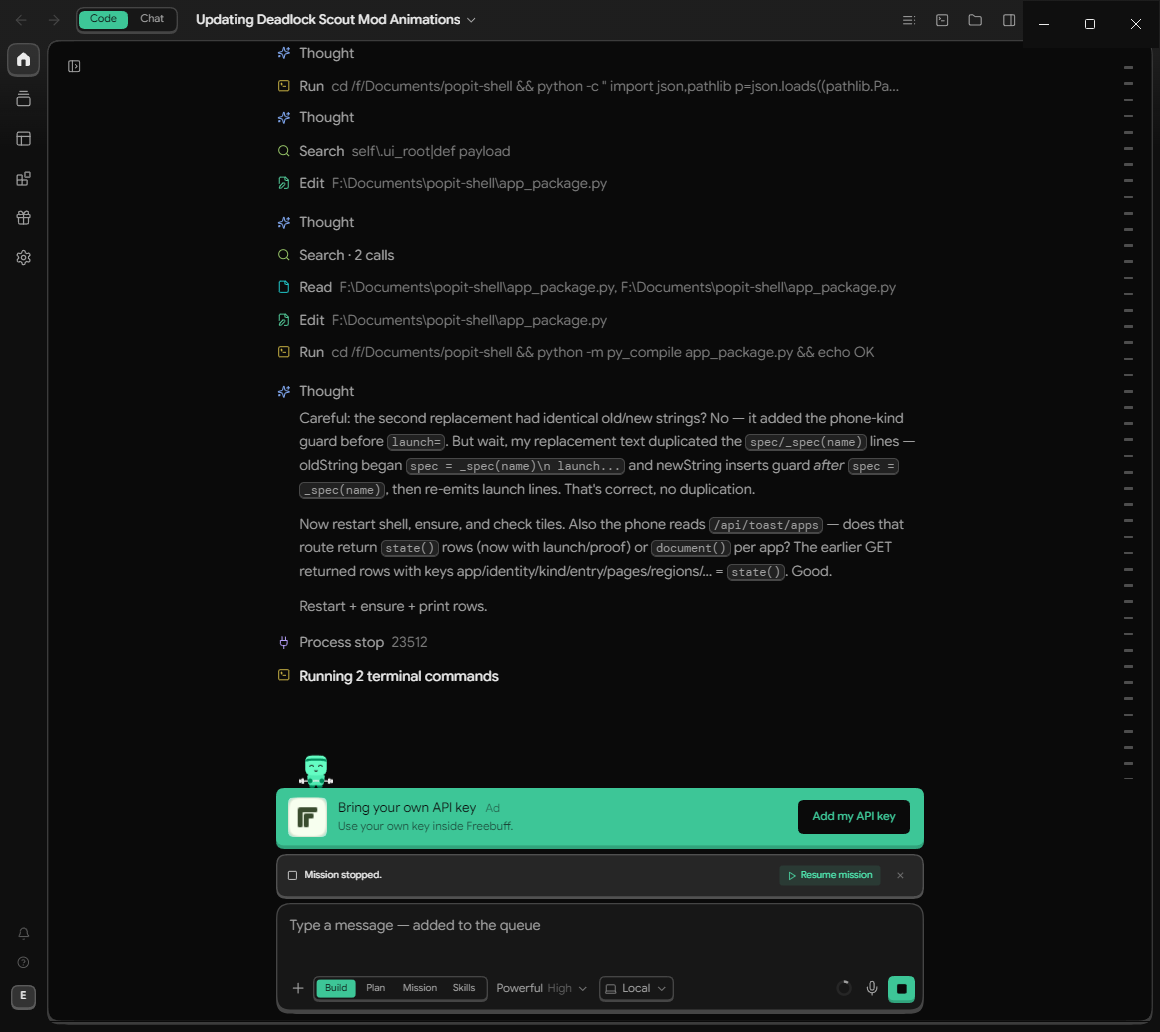 Code Chat Updating Deadlock Scout Mod Animations
Thought
Run cd /f/Documents/popit-shell && python -c " import json,pathlib p=json.loads((pathlib.Pa...
Thought
Search self\.ui_root|def payload
Edit F:\Documents\popit-shell\app_package.py
Thought
Search · 2 calls
Read F:\Documents\popit-shell\app_package.py, F:\Documents\popit-shell\app_package.py
Edit F:\Documents\popit-shell\app_package.py
Run cd /f/Documents/popit-shell && python -m py_compile app_package.py && echo OK
Thought
Careful: the second replacement had identical old/new strings? No — it added the phone-kind
guard before launch=. But wait, my replacement text duplicated the spec/_spec(name) lines —
oldString began spec = _spec(name)\n launch... and newString inserts guard after spec =
_spec(name), then re-emits launch lines. That's correct, no duplication.
Now restart shell, ensure, and check tiles. Also the phone reads /api/toast/apps — does that
route return state() rows (now with launch/proof) or document() per app? The earlier GET
returned rows with keys app/identity/kind/entry/pages/regions/... = state(). Good.
Restart + ensure + print rows.
Process stop 23512
Running 2 terminal commands
Bring your own API key Ad
Use your own key inside Freebuff.
Add my API key
Mission stopped.
Resume mission
Type a message — added to the queue
Build Plan Mission Skills Powerful High Local
E